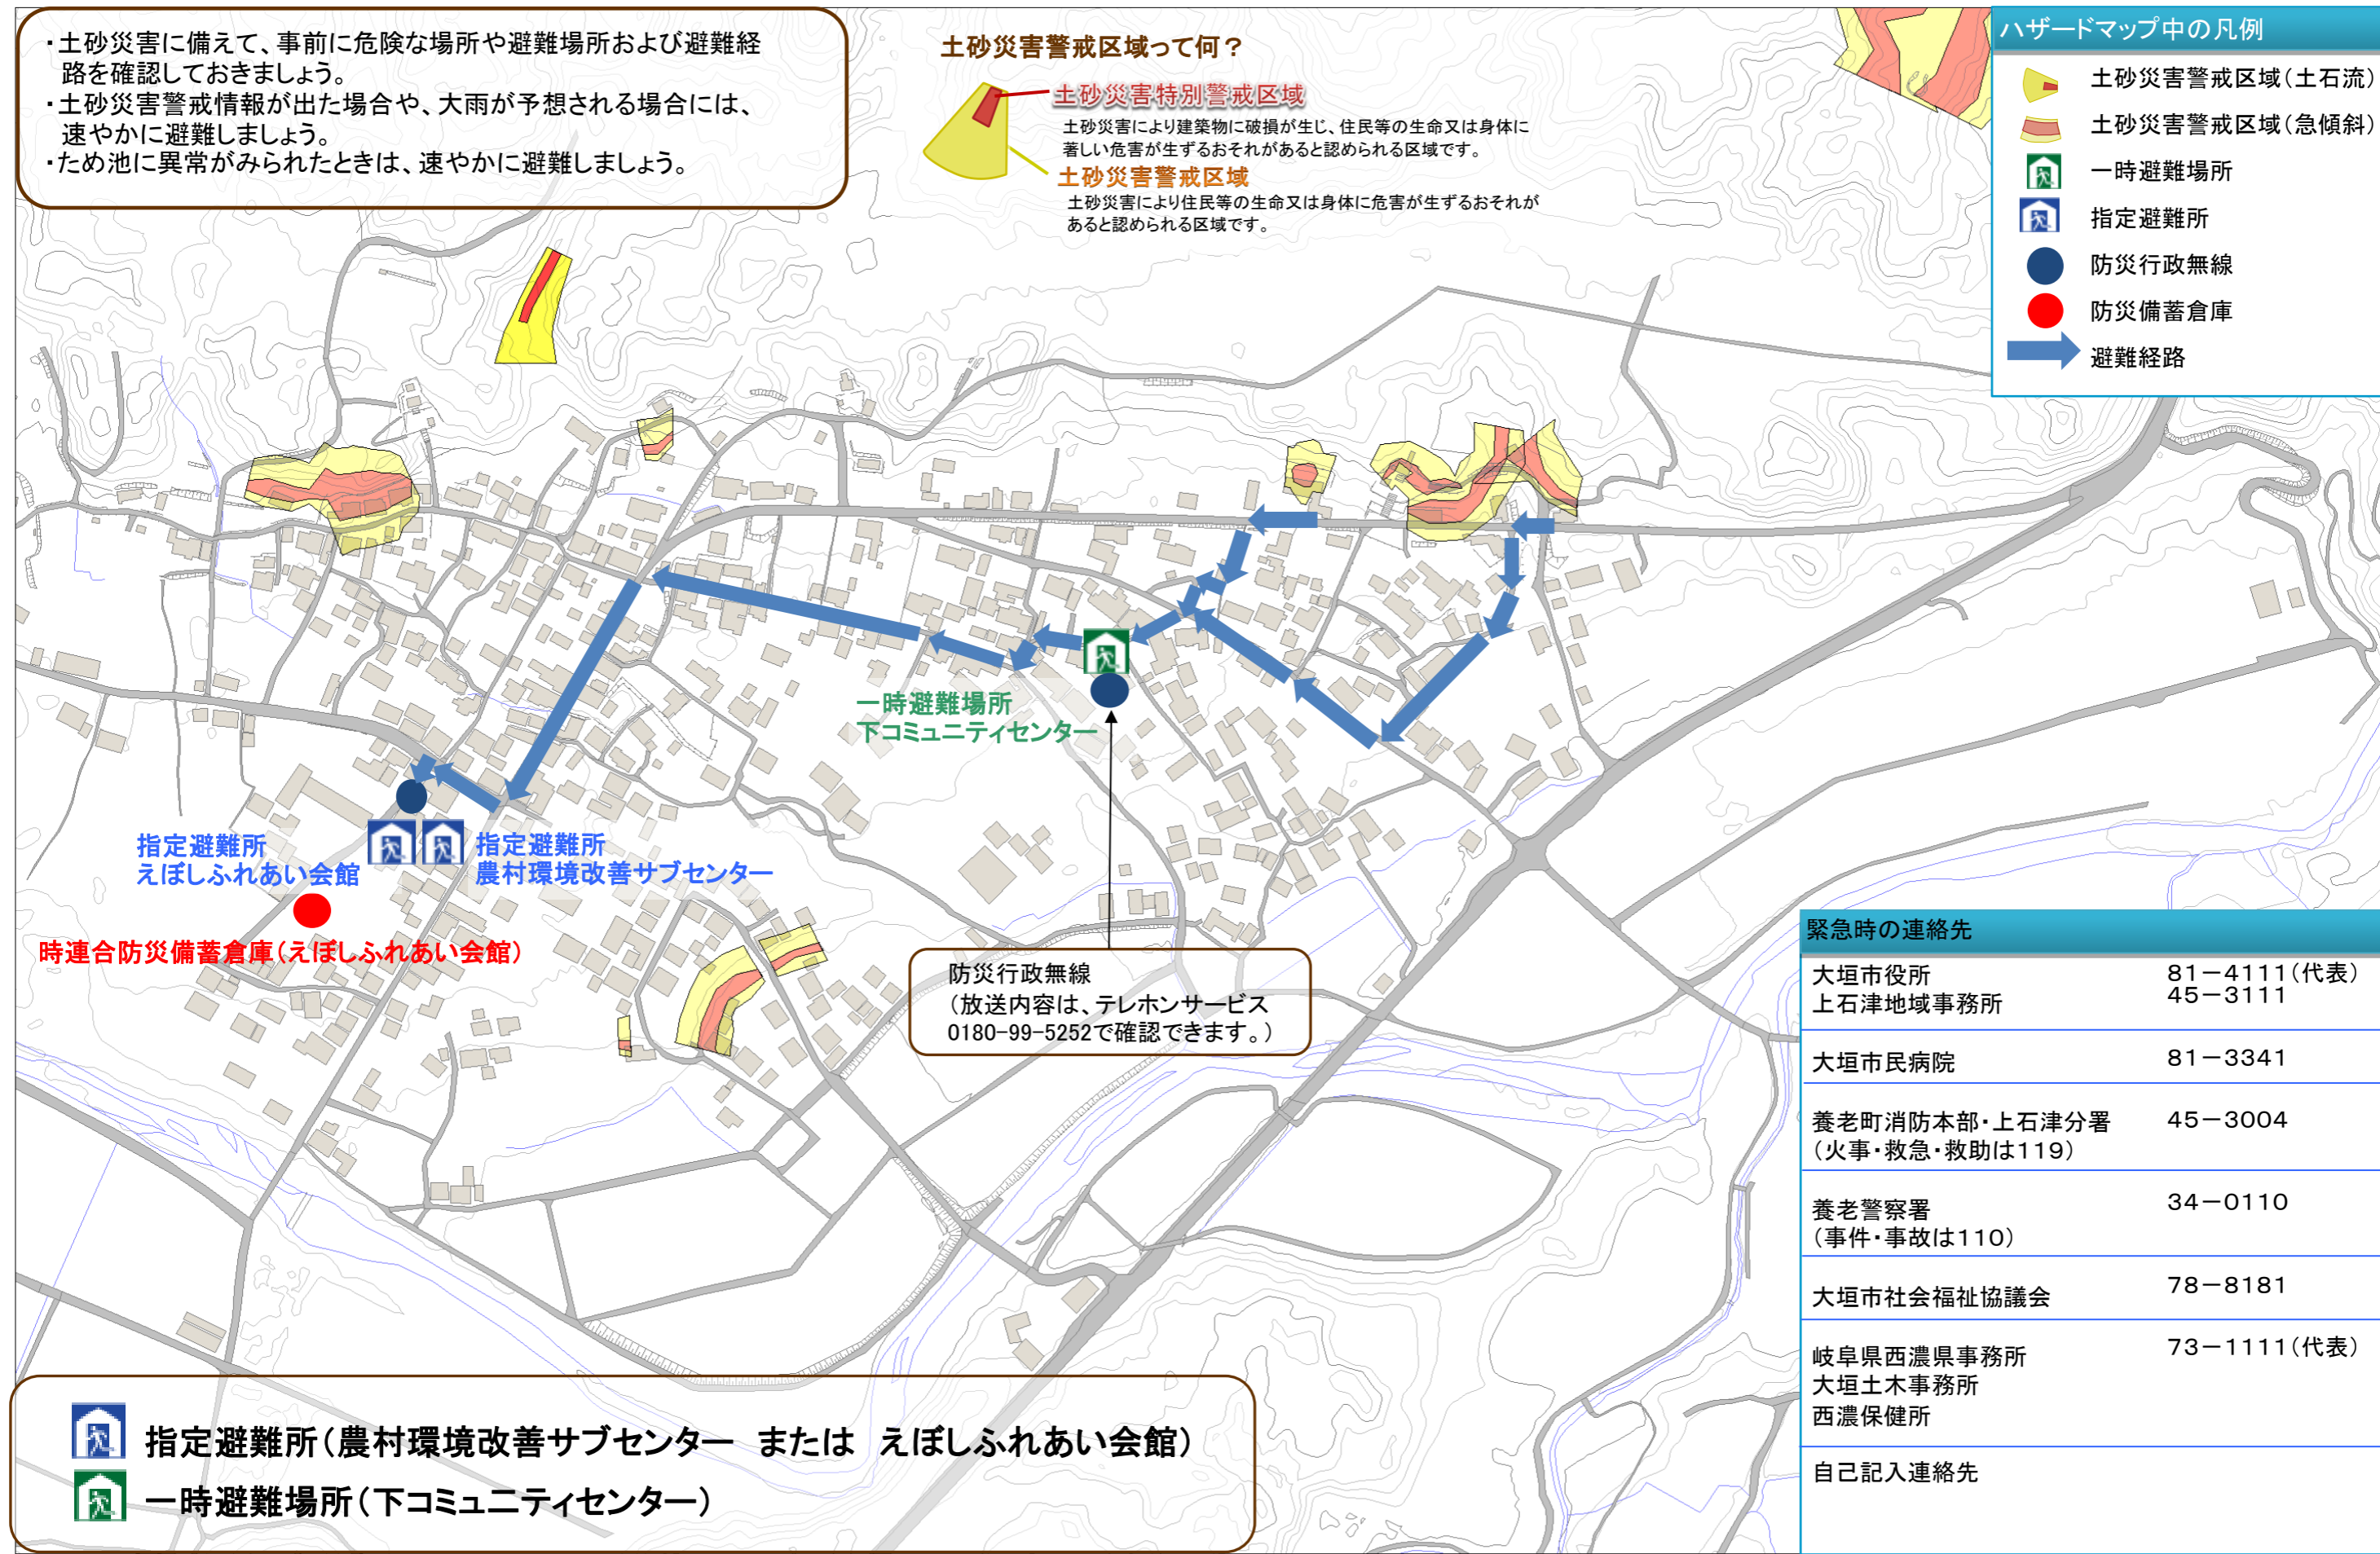 ・土砂災害に備えて、事前に危険な場所や避難場所および避難経
路を確認しておきましょう。
・土砂災害警戒情報が出た場合や、大雨が予想される場合には、
速やかに避難しましょう。
・ため池に異常がみられたときは、速やかに避難しましょう。
土砂災害警戒区域って何？
土砂災害特別警戒区域
土砂災害により建築物に破損が生じ、住民等の生命又は身体に
著しい危害が生ずるおそれがあると認められる区域です。
土砂災害警戒区域
土砂災害により住民等の生命又は身体に危害が生ずるおそれが
あると認められる区域です。
ハザードマップ中の凡例
土砂災害警戒区域（土石流）
土砂災害警戒区域（急傾斜）
一時避難場所
指定避難所
防災行政無線
防災備蓄倉庫
避難経路
一時避難場所
下コミュニティセンター
指定避難所
えぼしふれあい会館
指定避難所
農村環境改善サブセンター
時連合防災備蓄倉庫（えぼしふれあい会館）
防災行政無線
（放送内容は、テレホンサービス
0180-99-5252で確認できます。）
緊急時の連絡先
大垣市役所 81－4111（代表）
上石津地域事務所 45－3111
大垣市民病院 81－3341
養老町消防本部・上石津分署 45－3004
（火事・救急・救助は119）
養老警察署 34－0110
（事件・事故は110）
大垣市社会福祉協議会 78－8181
岐阜県西濃県事務所 73－1111（代表）
大垣土木事務所
西濃保健所
自己記入連絡先
指定避難所（農村環境改善サブセンター または えぼしふれあい会館）
一時避難場所（下コミュニティセンター）